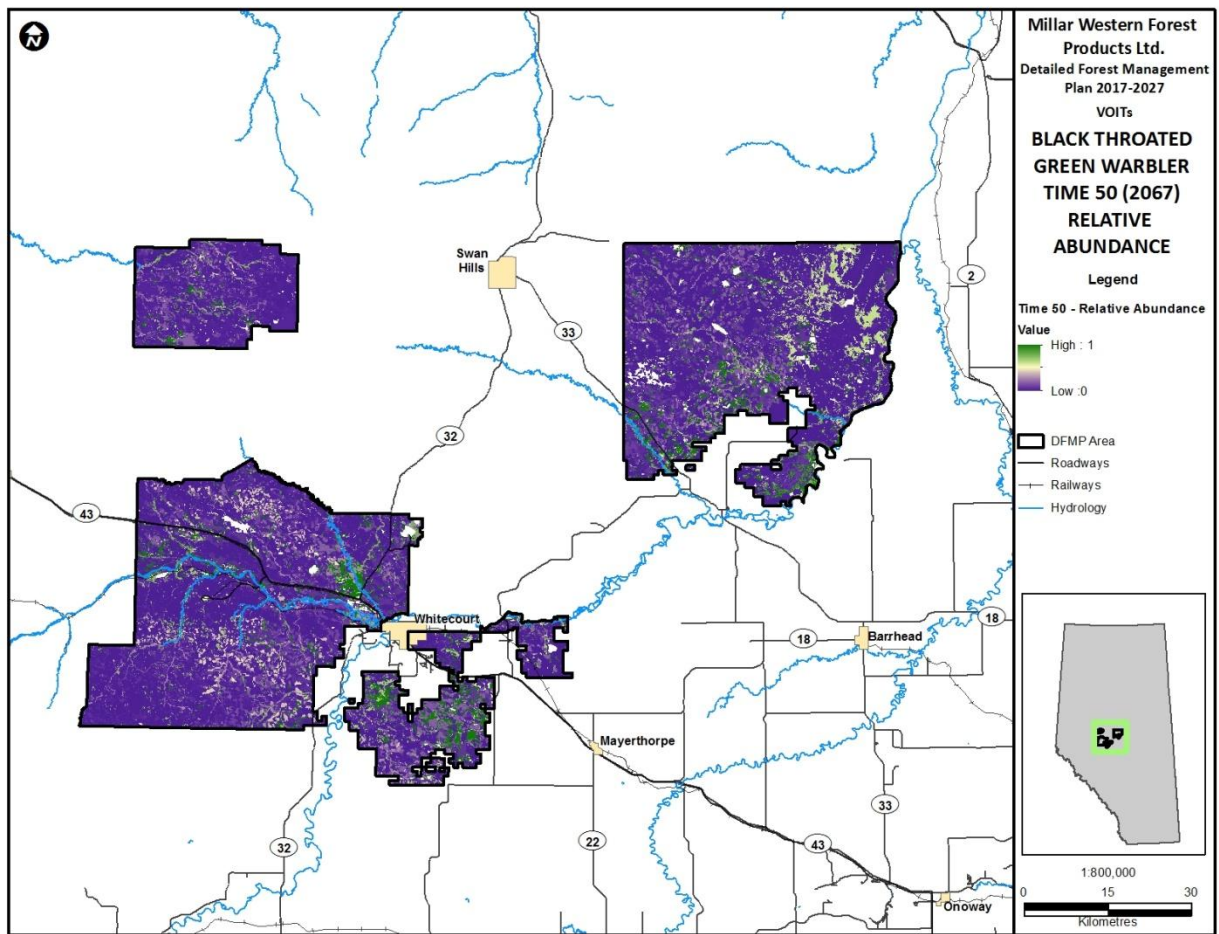 N
Swan
Hills
2
33
32
43
Whitecourt
18
18
Barrhead
Mayerthorpe
32
22
33
43
Onoway
Millar Western Forest
Products Ltd.
Detailed Forest Management
Plan 2017-2027
VOITs
BLACK THROATED
GREEN WARBLER
TIME 50 (2067)
RELATIVE
ABUNDANCE
Legend
Time 50 - Relative Abundance
Value
High : 1
Low :0
DFMP Area
Roadways
Railways
Hydrology
1:800,000
0 15 30
Kilometres